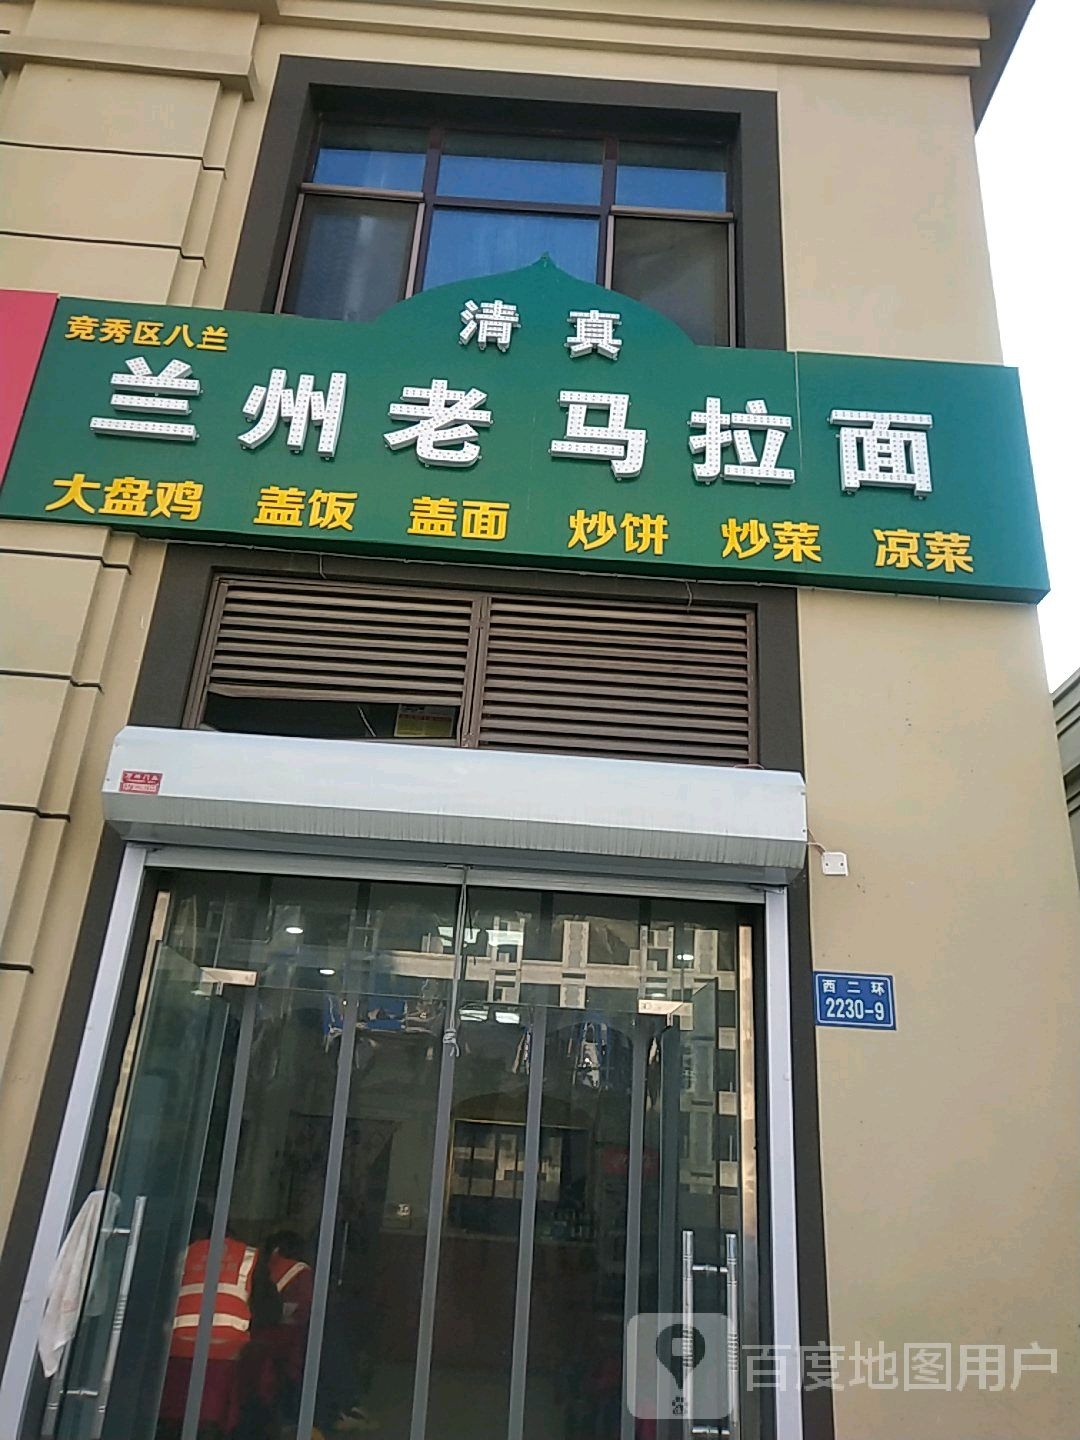 清真
竞秀区八兰
兰州老马拉面
大盘鸡 盖饭 盖面 炒饼 炒菜 凉菜
西二环
2230-9
百度地图用户